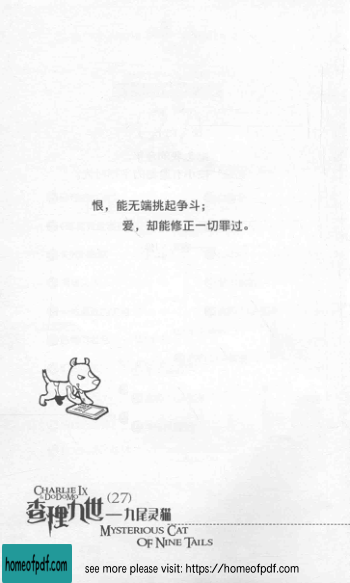 恨，能无端挑起争斗；
爱，却能修正一切罪过。
CHARLIE IX
& DODOMO
查理九世 (27)
—九尾灵猫
MYSTERIOUS CAT
OF NINE TAILS
homeofpdf.com
see more please visit: https://homeofpdf.com